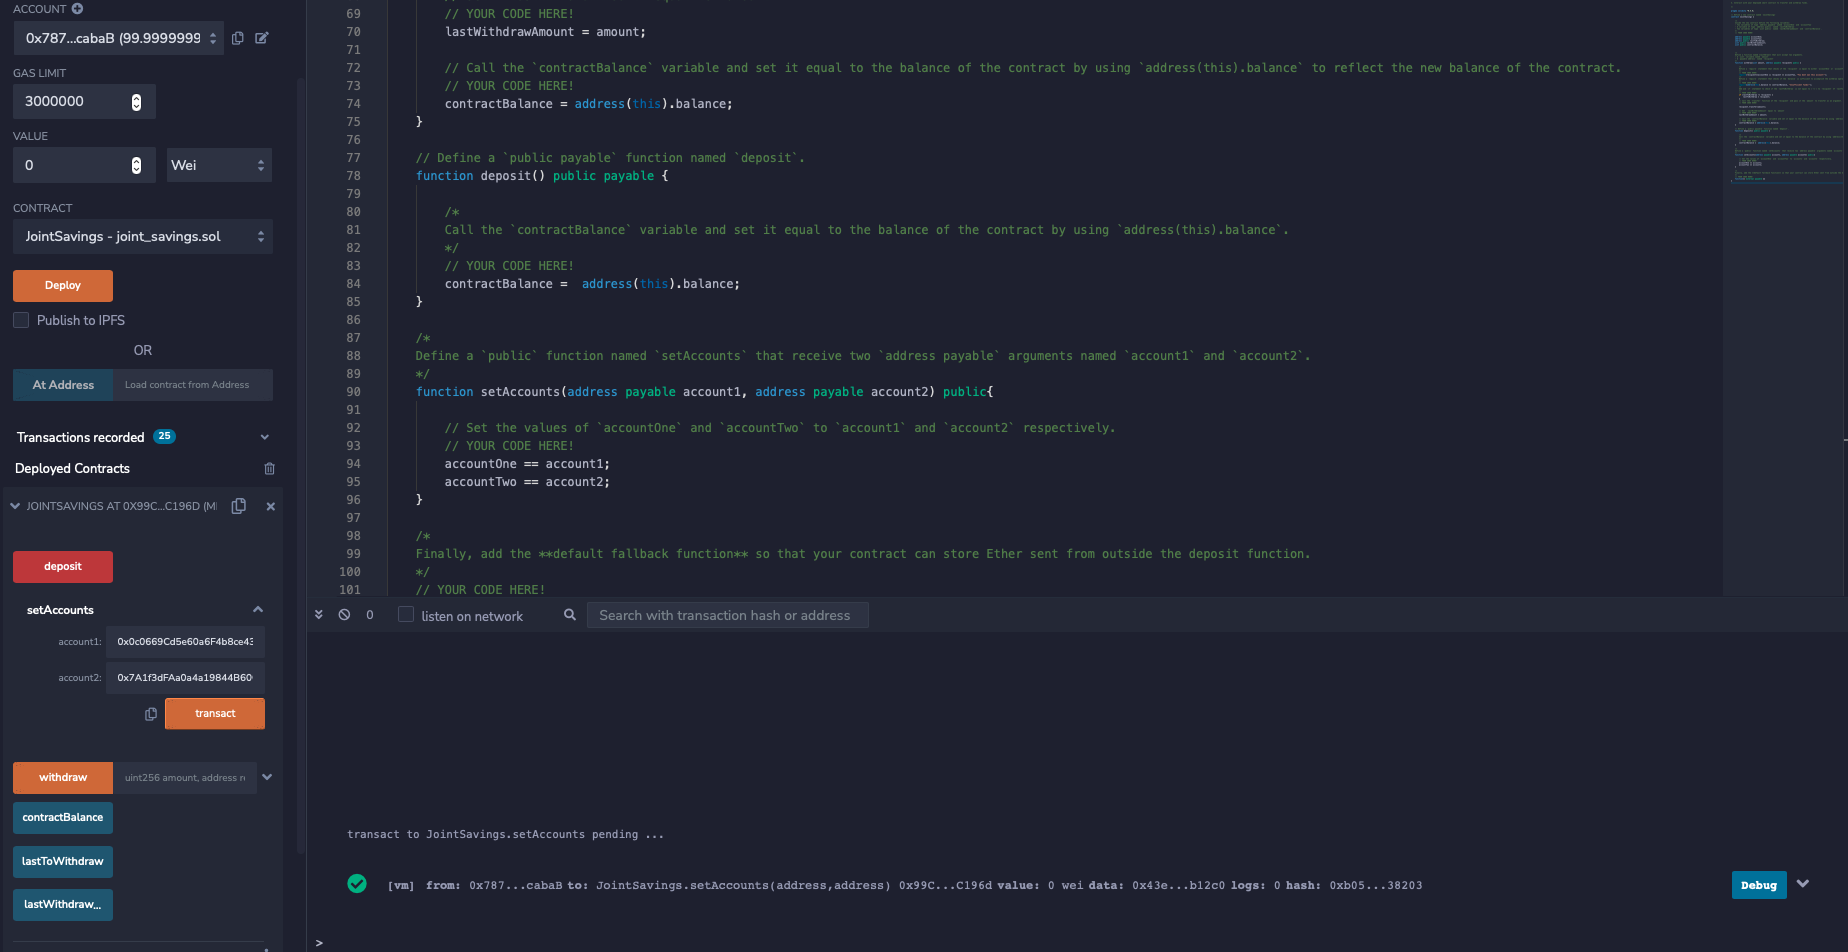 ACCOUNT
0x787...cabaB (99.9999999
GAS LIMIT
3000000
VALUE
0
Wei
CONTRACT
JointSavings - joint_savings.sol
Deploy
Publish to IPFS
OR
At Address
Load contract from Address
Transactions recorded 25
Deployed Contracts
JOINTSAVINGS AT 0X99C...C196D (M
deposit
setAccounts
account1: 0x0c0669Cd5e60a6F4b8ce43
account2: 0x7A1f3dFAa0a4a19844B60
transact
withdraw
uint256 amount, address
contractBalance
lastToWithdraw
lastWithdraw...
69 // YOUR CODE HERE!
70 lastWithdrawAmount = amount;
71
72 // Call the `contractBalance` variable and set it equal to the balance of the contract by using `address(this).balance` to reflect the new balance of the contract.
73 // YOUR CODE HERE!
74 contractBalance = address(this).balance;
75 }
76
77 // Define a `public payable` function named `deposit`.
78 function deposit() public payable {
79
80 /*
81 Call the `contractBalance` variable and set it equal to the balance of the contract by using `address(this).balance`.
82 */
83 // YOUR CODE HERE!
84 contractBalance =  address(this).balance;
85 }
86
87 /*
88 Define a `public` function named `setAccounts` that receive two `address payable` arguments named `account1` and `account2`.
89 */
90 function setAccounts(address payable account1, address payable account2) public{
91
92 // Set the values of `accountOne` and `accountTwo` to `account1` and `account2` respectively.
93 // YOUR CODE HERE!
94 accountOne == account1;
95 accountTwo == account2;
96 }
97
98 /*
99 Finally, add the **default fallback function** so that your contract can store Ether sent from outside the deposit function.
100 */
101 // YOUR CODE HERE!
0
listen on network
Search with transaction hash or address
transact to JointSavings.setAccounts pending ...
[vm] from: 0x787...cabaB to: JointSavings.setAccounts(address,address) 0x99C...C196d value: 0 wei data: 0x43e...b12c0 logs: 0 hash: 0xb05...38203
Debug
>